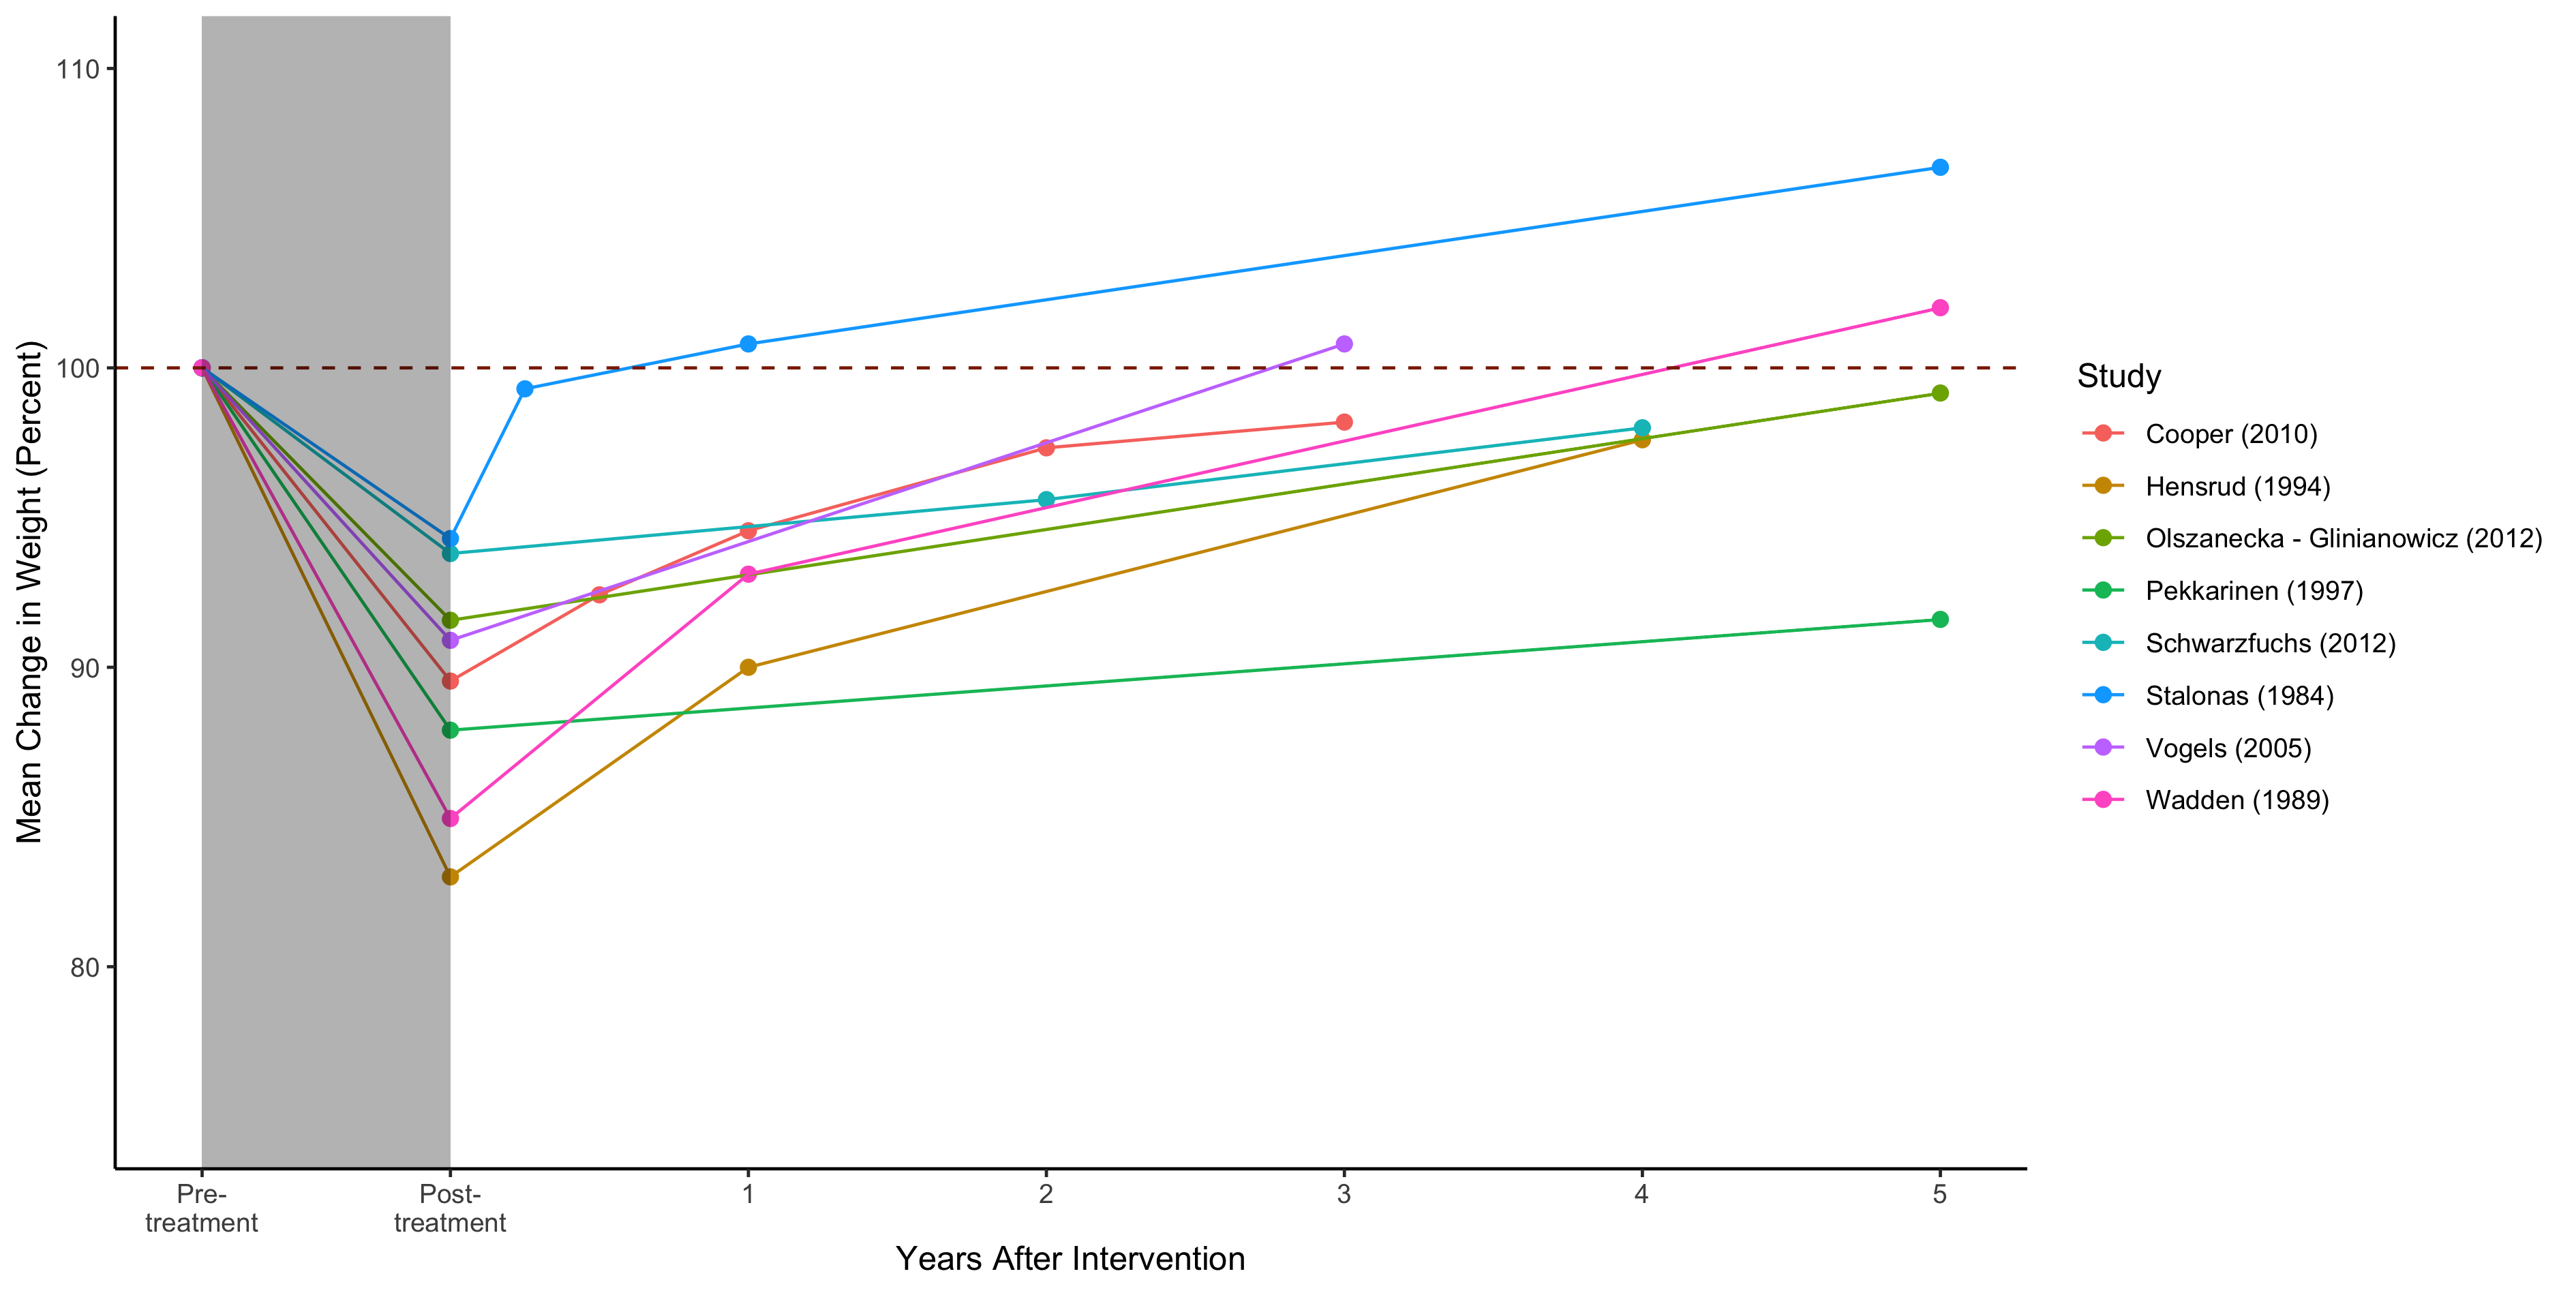 Mean Change in Weight (Percent)
110
100
90
80
Pre-
treatment
Post-
treatment
1
2
3
4
5
Years After Intervention
Study
Cooper (2010)
Hensrud (1994)
Olszanecka - Glinianowicz (2012)
Pekkarinen (1997)
Schwarzfuchs (2012)
Stalonas (1984)
Vogels (2005)
Wadden (1989)